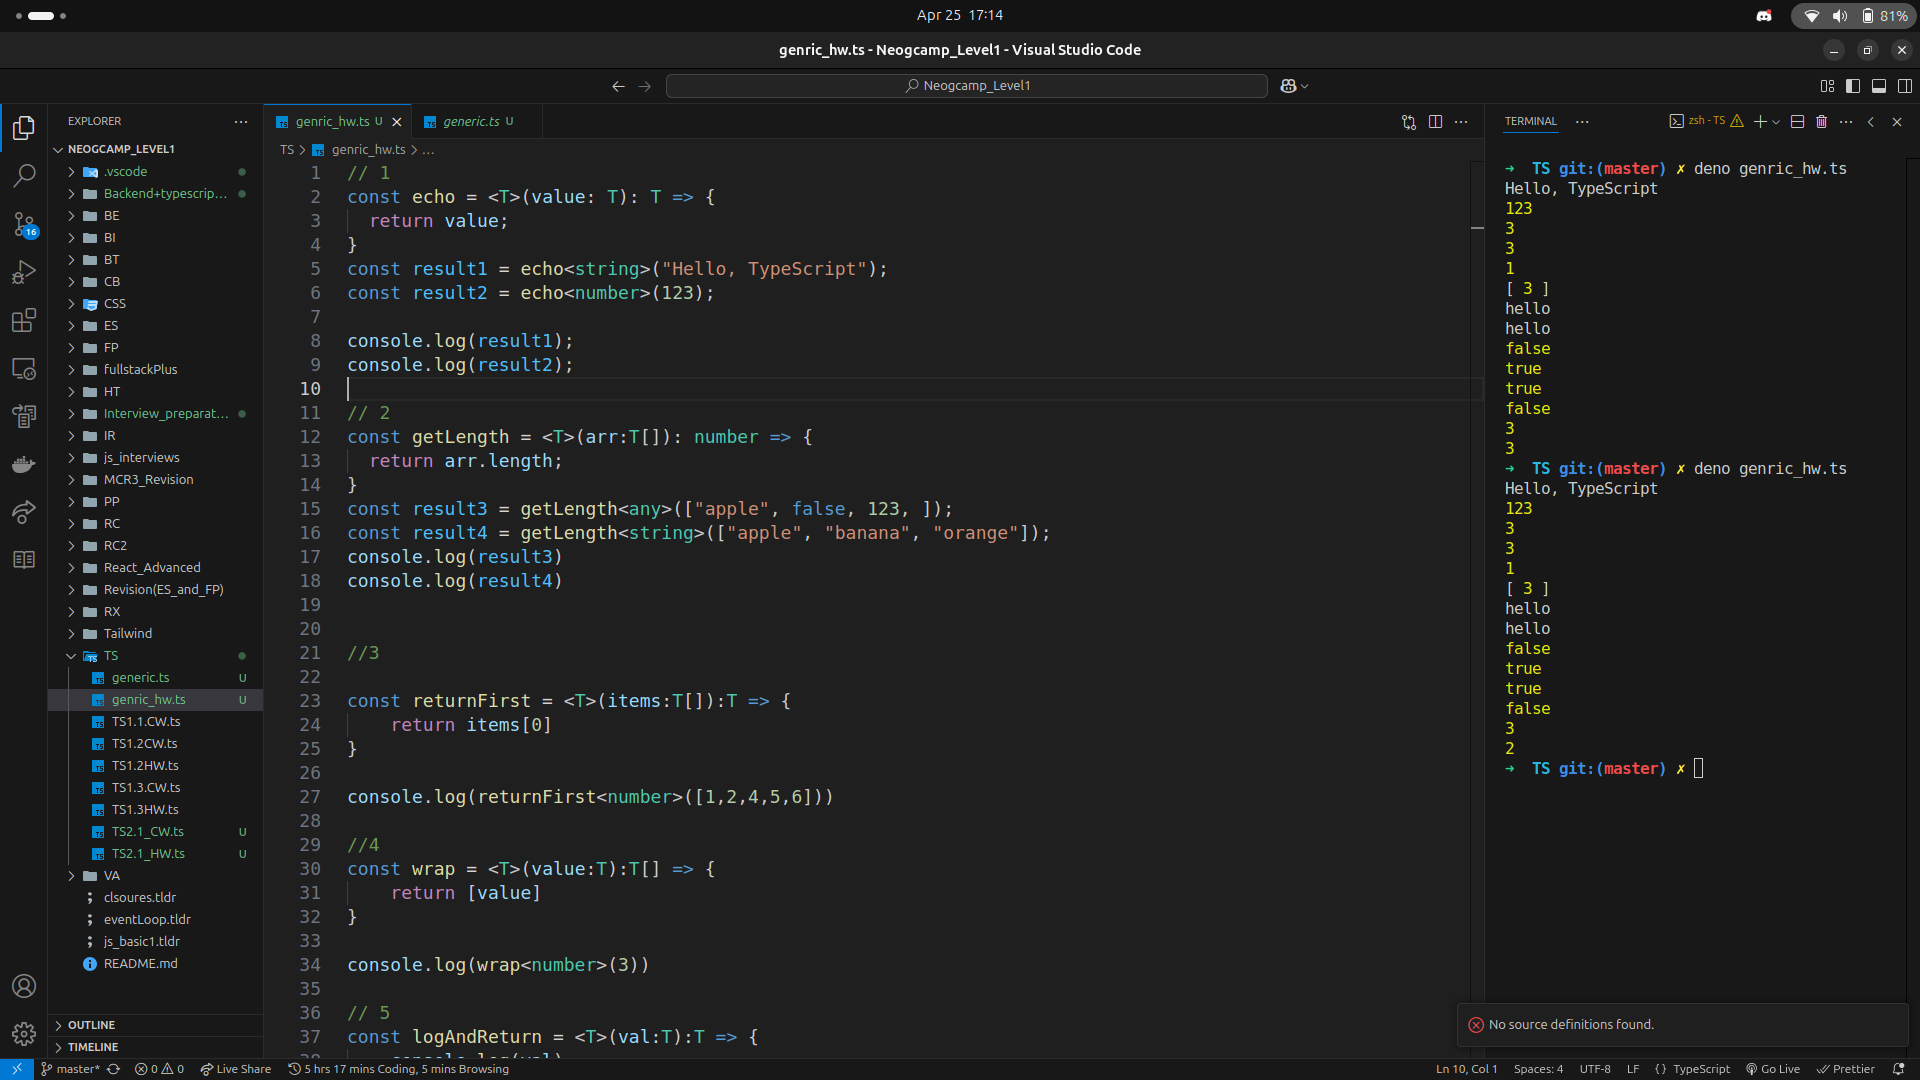 Apr 25 17:14
81%
genric_hw.ts - Neogcamp_Level1 - Visual Studio Code
Neogcamp_Level1
EXPLORER
NEOGCAMP_LEVEL1
.vscode
Backend+typescrip...
BE
BI
BT
CB
CSS
ES
FP
fullstackPlus
HT
Interview_preparat...
IR
js_interviews
MCR3_Revision
PP
RC
RC2
React_Advanced
Revision(ES_and_FP)
RX
Tailwind
TS
generic.ts U
genric_hw.ts U
TS1.1.CW.ts
TS1.2CW.ts
TS1.2HW.ts
TS1.3.CW.ts
TS1.3HW.ts
TS2.1_CW.ts U
TS2.1_HW.ts U
VA
clsoures.tldr
eventLoop.tldr
js_basic1.tldr
README.md
OUTLINE
TIMELINE
16
genric_hw.ts U
generic.ts U
TS > genric_hw.ts > ...
1 // 1
2 const echo = <T>(value: T): T => {
3 return value;
4 }
5 const result1 = echo<string>("Hello, TypeScript");
6 const result2 = echo<number>(123);
7
8 console.log(result1);
9 console.log(result2);
10
11 // 2
12 const getLength = <T>(arr:T[]): number => {
13 return arr.length;
14 }
15 const result3 = getLength<any>(["apple", false, 123, ]);
16 const result4 = getLength<string>(["apple", "banana", "orange"]);
17 console.log(result3)
18 console.log(result4)
19
20
21 //3
22
23 const returnFirst = <T>(items:T[]):T => {
24 return items[0]
25 }
26
27 console.log(returnFirst<number>([1,2,4,5,6]))
28
29 //4
30 const wrap = <T>(value:T):T[] => {
31 return [value]
32 }
33
34 console.log(wrap<number>(3))
35
36 // 5
37 const logAndReturn = <T>(val:T):T => {
38 console.log(val)
TERMINAL
zsh - TS
→ TS git:(master) ✗ deno genric_hw.ts
Hello, TypeScript
123
3
3
1
[ 3 ]
hello
hello
false
true
true
false
3
3
→ TS git:(master) ✗ deno genric_hw.ts
Hello, TypeScript
123
3
3
1
[ 3 ]
hello
hello
false
true
true
false
3
2
→ TS git:(master) ✗
No source definitions found.
master* 0 0 Live Share 5 hrs 17 mins Coding, 5 mins Browsing
Ln 10, Col 1 Spaces: 4 UTF-8 LF {} TypeScript Go Live Prettier